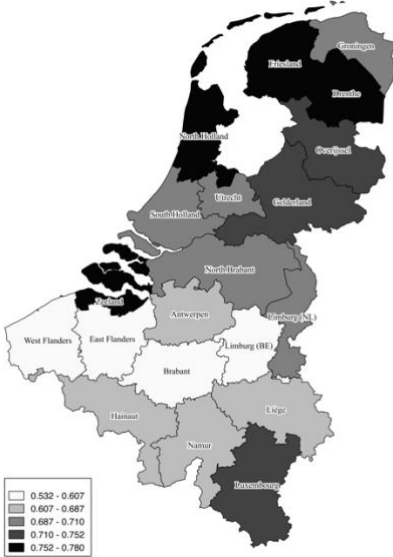 Groningen
Friesland
Drenthe
North Holland
Overijssel
Utrecht
Gelderland
South Holland
North Brabant
Zeeland
Limburg (NL)
Antwerpen
West Flanders
East Flanders
Limburg (BE)
Brabant
Hainaut
Liège
Namur
Luxembourg
0.532 - 0.607
0.607 - 0.687
0.687 - 0.710
0.710 - 0.752
0.752 - 0.780